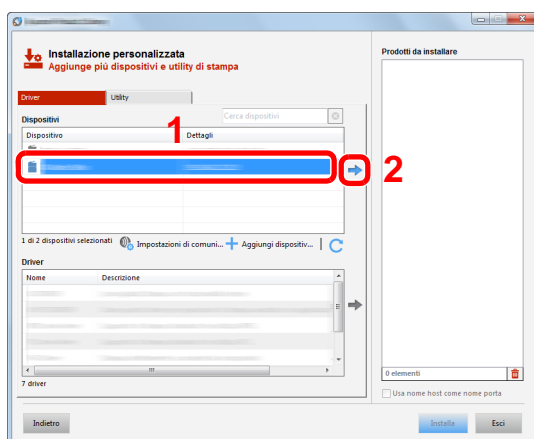 Installazione personalizzata
Aggiunge più dispositivi e utility di stampa
Prodotti da installare
Driver
Utility
Dispositivi
Cerca dispositivi
1
Dispositivo
Dettagli
2
1 di 2 dispositivi selezionati
Impostazioni di comuni...
Aggiungi dispositiv...
Driver
Nome
Descrizione
7 driver
0 elementi
Usa nome host come nome porta
Indietro
Installa
Esci